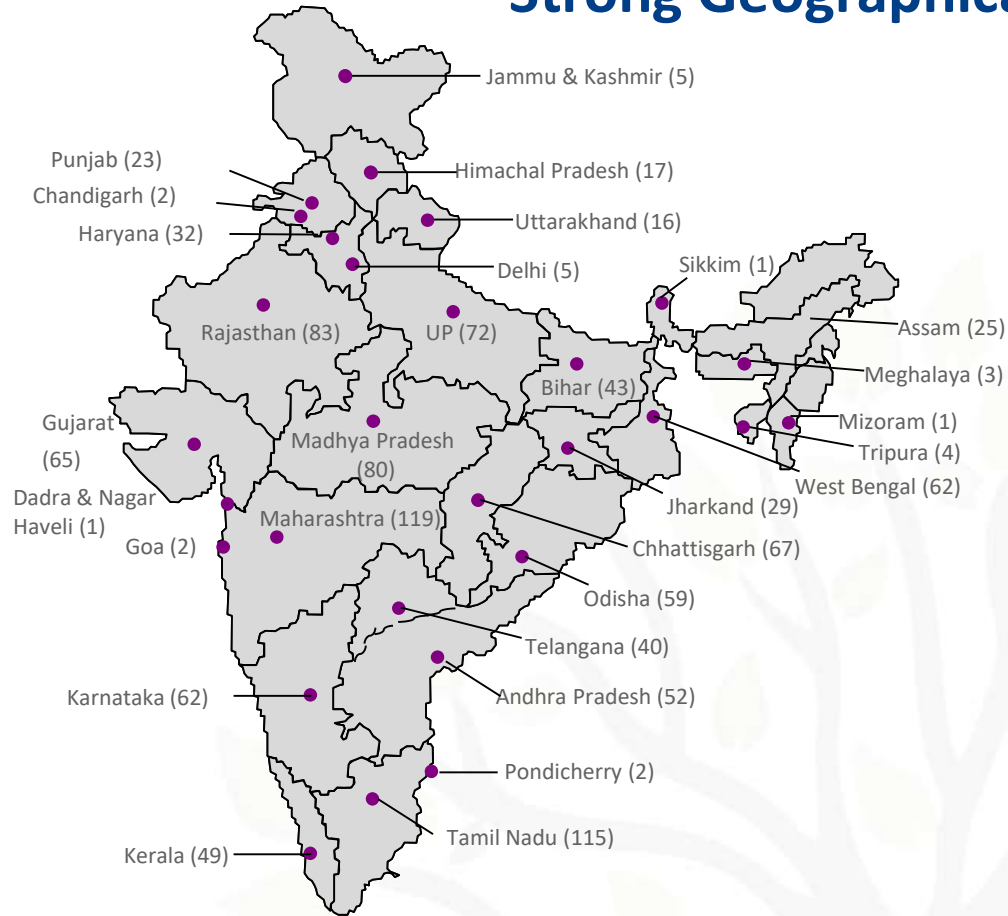 Strong Geographica
Jammu & Kashmir (5)
Punjab (23)
Himachal Pradesh (17)
Chandigarh (2)
Uttarakhand (16)
Haryana (32)
Delhi (5)
Sikkim (1)
Rajasthan (83)
UP (72)
Assam (25)
Bihar (43)
Meghalaya (3)
Gujarat
(65)
Madhya Pradesh
(80)
Mizoram (1)
Tripura (4)
West Bengal (62)
Dadra & Nagar
Haveli (1)
Jharkand (29)
Maharashtra (119)
Goa (2)
Chhattisgarh (67)
Odisha (59)
Telangana (40)
Karnataka (62)
Andhra Pradesh (52)
Pondicherry (2)
Tamil Nadu (115)
Kerala (49)